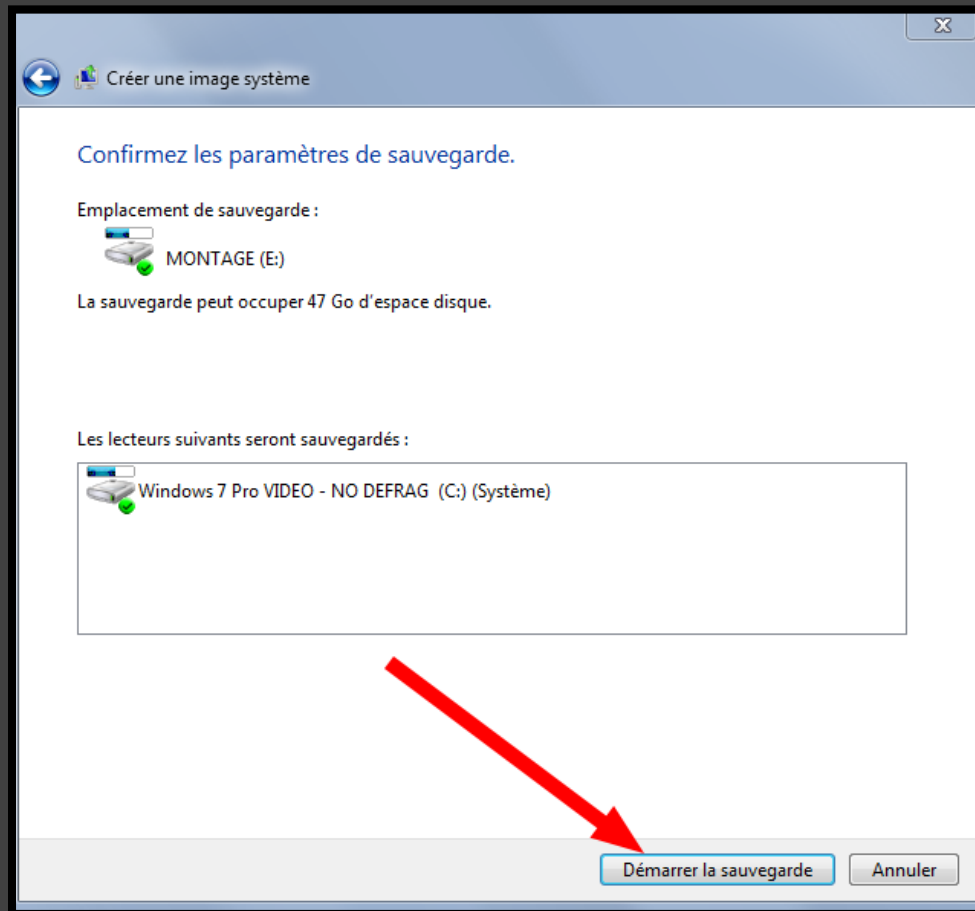 Créer une image système
Confirmez les paramètres de sauvegarde.
Emplacement de sauvegarde :
MONTAGE (E:)
La sauvegarde peut occuper 47 Go d'espace disque.
Les lecteurs suivants seront sauvegardés :
Windows 7 Pro VIDEO - NO DEFRAG  (C:) (Système)
Démarrer la sauvegarde
Annuler